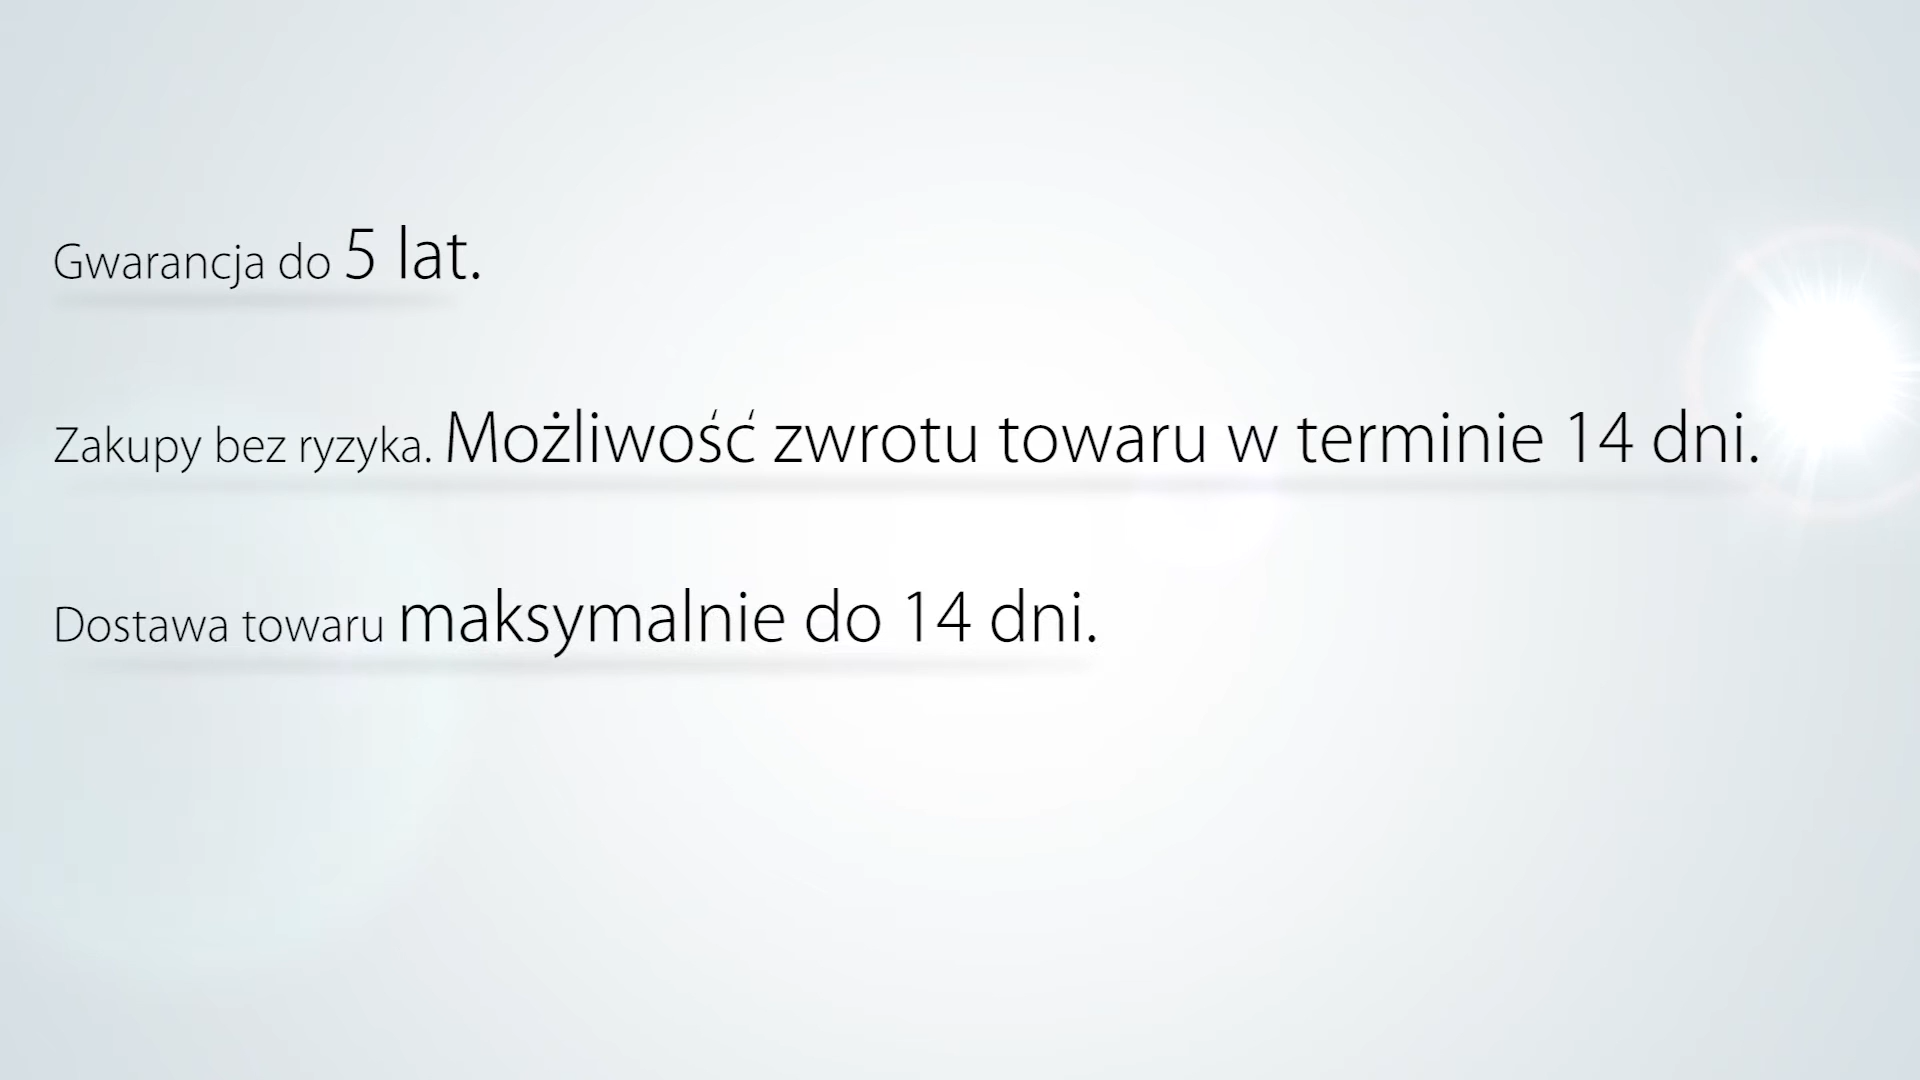 Gwarancja do 5 lat.
Zakupy bez ryzyka. Możliwość zwrotu towaru w terminie 14 dni.
Dostawa towaru maksymalnie do 14 dni.